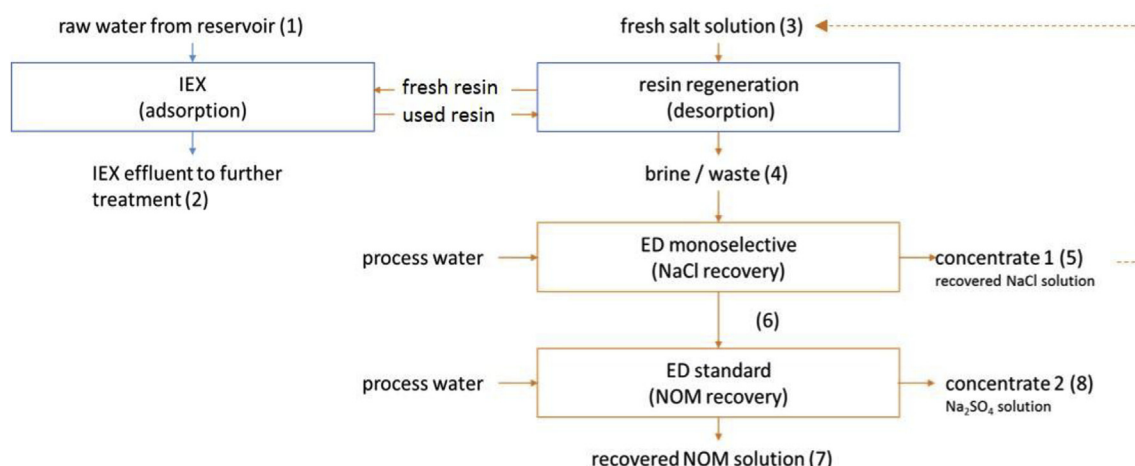 raw water from reservoir (1)
fresh salt solution (3)
IEX
(adsorption)
fresh resin
used resin
resin regeneration
(desorption)
IEX effluent to further
treatment (2)
brine / waste (4)
process water
ED monoselective
(NaCl recovery)
concentrate 1 (5)
recovered NaCl solution
(6)
process water
ED standard
(NOM recovery)
concentrate 2 (8)
Na₂SO₄ solution
recovered NOM solution (7)